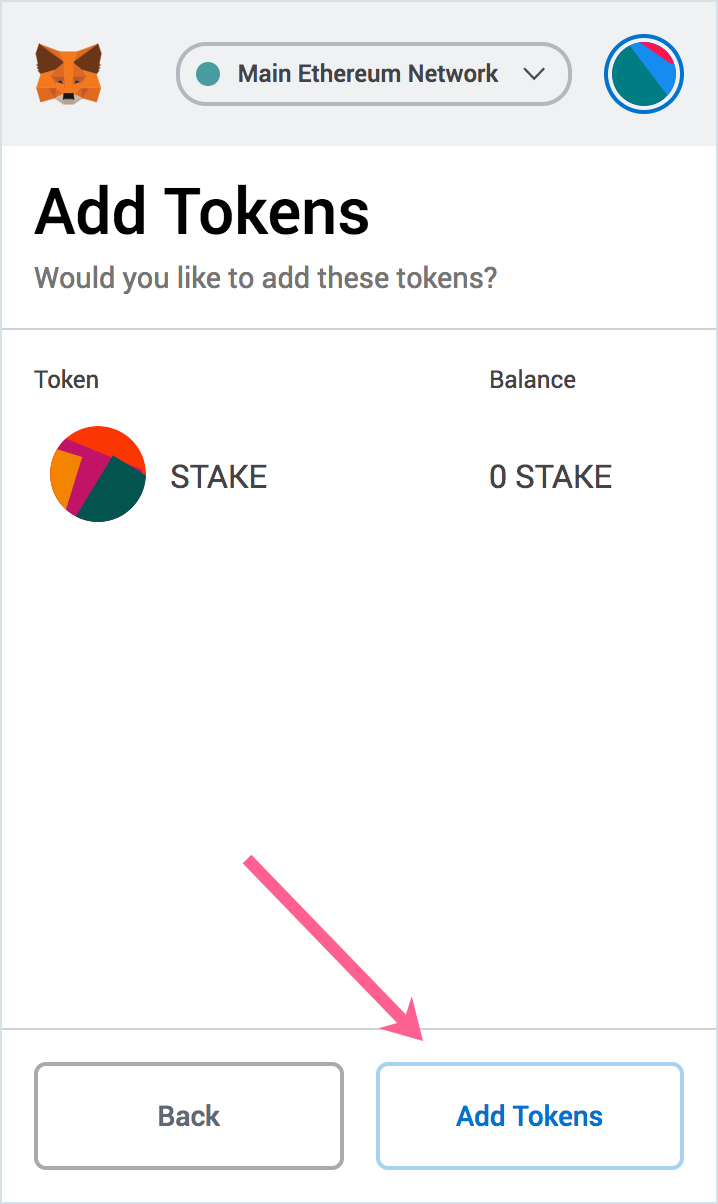 Main Ethereum Network
Add Tokens
Would you like to add these tokens?
Token Balance
STAKE 0 STAKE
Back Add Tokens